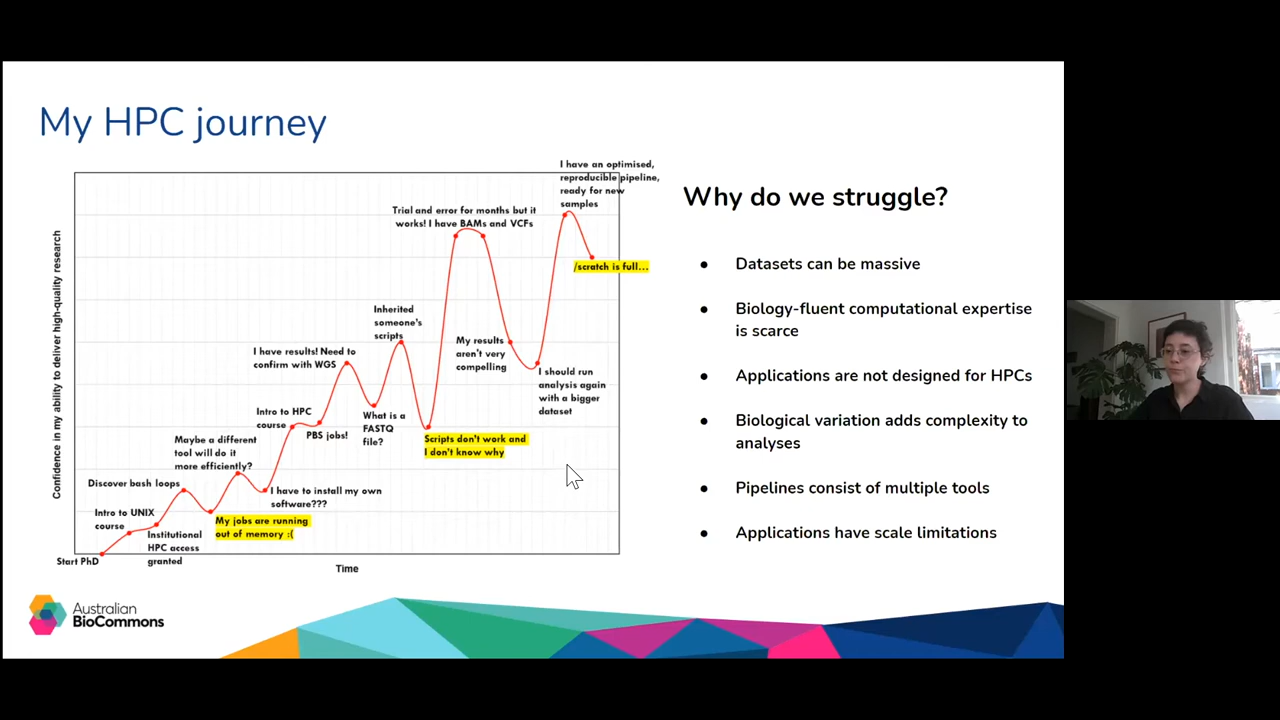 My HPC journey
I have an optimised,
reproducible pipeline,
ready for new
samples
Trial and error for months but it
works! I have BAMs and VCFs
/scratch is full...
Inherited
someone's
scripts
My results
aren't very
compelling
I have results! Need to
confirm with WGS
I should run
analysis again
with a bigger
dataset
Intro to HPC
course
What is a
FASTQ
file?
PBS jobs!
Scripts don't work and
I don't know why
Maybe a different
tool will do it
more efficiently?
Discover bash loops
I have to install my own
software???
Intro to UNIX
course
My jobs are running
out of memory :(
Institutional
HPC access
granted
Start PhD
Confidence in my ability to deliver high-quality research
Time
Why do we struggle?
● Datasets can be massive
● Biology-fluent computational expertise
is scarce
● Applications are not designed for HPCs
● Biological variation adds complexity to
analyses
● Pipelines consist of multiple tools
● Applications have scale limitations
Australian
BioCommons